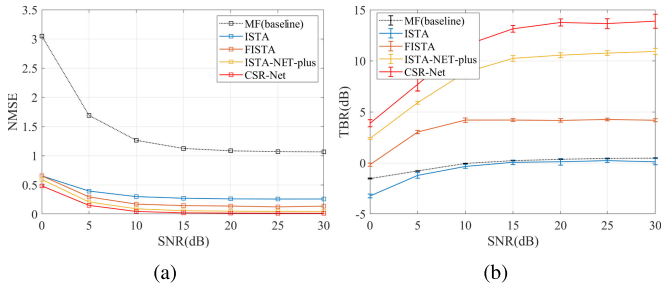 3.5
3
2.5
2
1.5
1
0.5
0
NMSE
MF(baseline)
ISTA
FISTA
ISTA-NET-plus
CSR-Net
0 5 10 15 20 25 30
SNR(dB)
(a)
15
10
5
0
-5
TBR(dB)
MF(baseline)
ISTA
FISTA
ISTA-NET-plus
CSR-Net
0 5 10 15 20 25 30
SNR(dB)
(b)